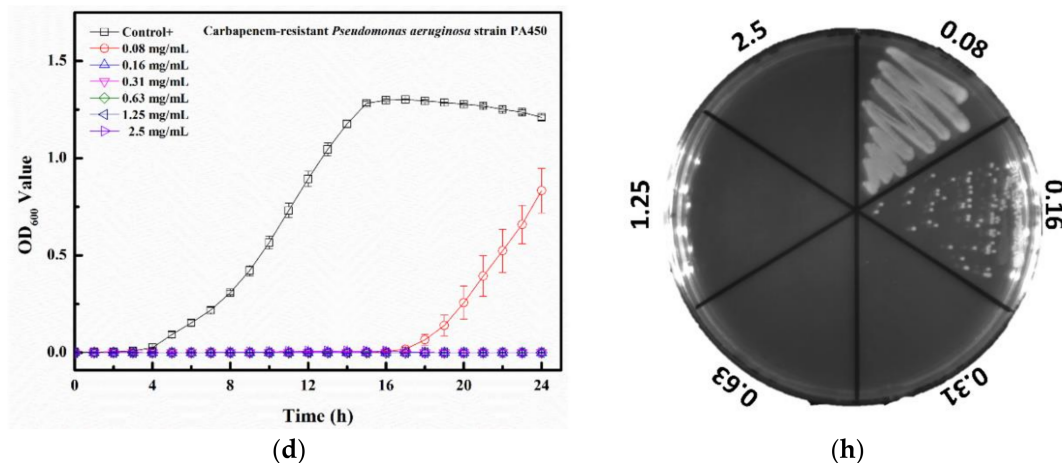 Control+
0.08 mg/mL
0.16 mg/mL
0.31 mg/mL
0.63 mg/mL
1.25 mg/mL
2.5 mg/mL
Carbapenem-resistant Pseudomonas aeruginosa strain PA450
OD600 Value
1.5
1.0
0.5
0.0
0 4 8 12 16 20 24
Time (h)
(d)
2.5
0.08
1.25
0.16
0.63
0.31
(h)